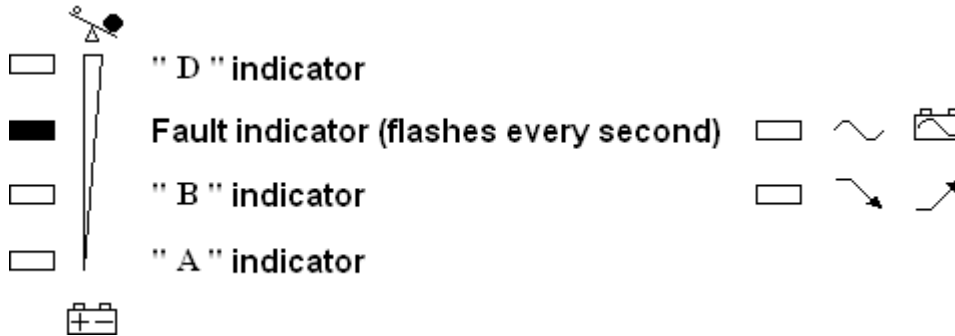 " D " indicator
Fault indicator (flashes every second)
" B " indicator
" A " indicator